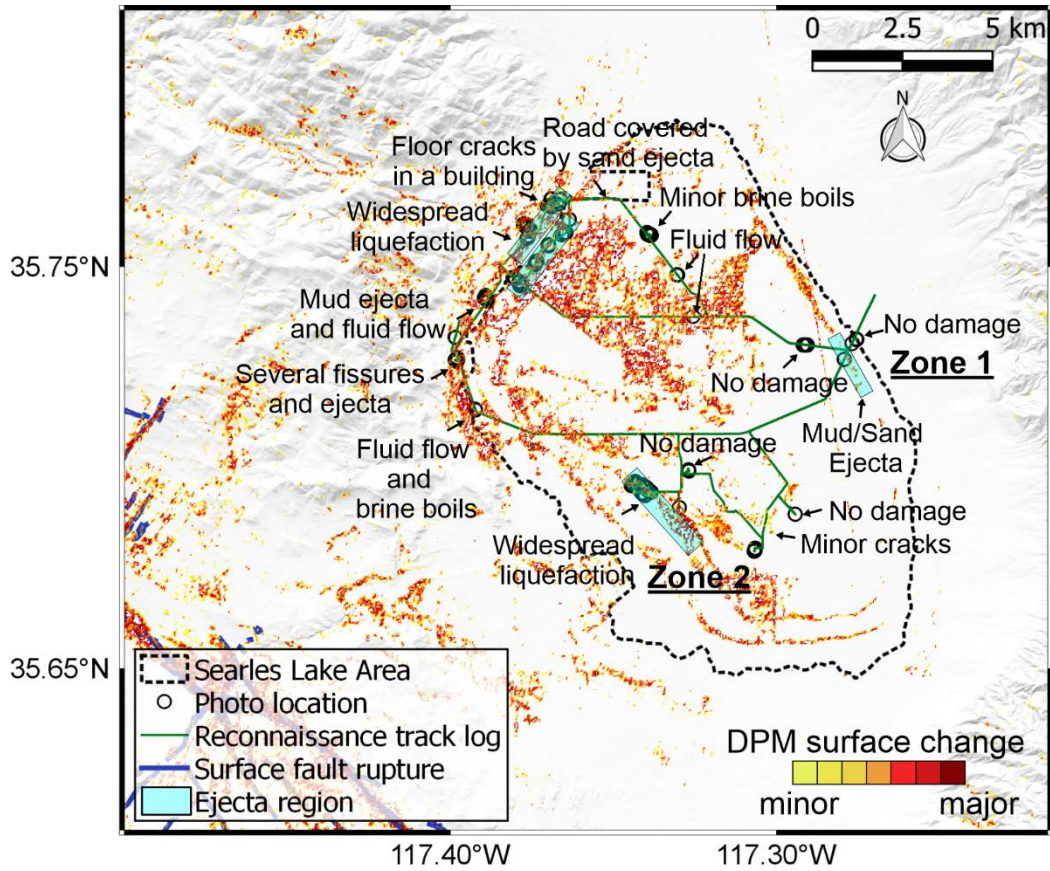 0 2.5 5 km
N
Road covered
by sand ejecta
Floor cracks
in a building
Minor brine boils
Widespread
liquefaction
Fluid flow
35.75°N
Mud ejecta
and fluid flow
No damage
Zone 1
No damage
Several fissures
and ejecta
Mud/Sand
Ejecta
Fluid flow
and
brine boils
No damage
No damage
Minor cracks
Widespread
liquefaction
Zone 2
35.65°N
Searles Lake Area
Photo location
Reconnaissance track log
Surface fault rupture
Ejecta region
DPM surface change
minor major
117.40°W 117.30°W